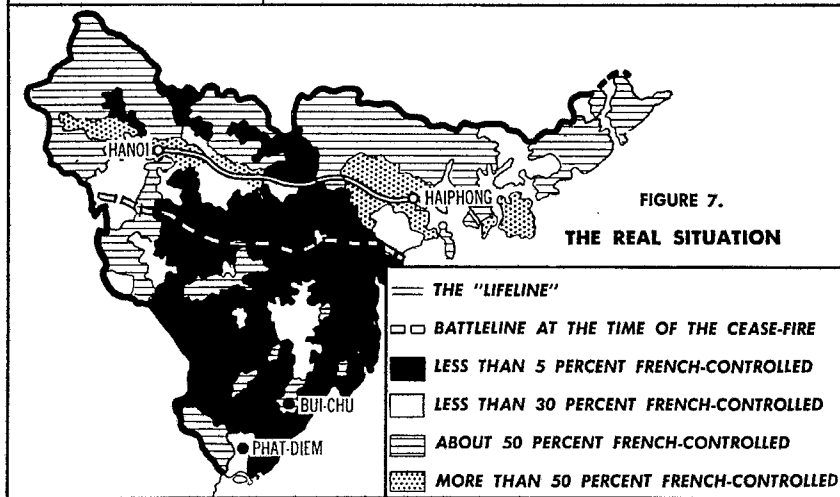 HANOI
HAIPHONG
FIGURE 7.
THE REAL SITUATION
THE "LIFELINE"
BATTLELINE AT THE TIME OF THE CEASE-FIRE
LESS THAN 5 PERCENT FRENCH-CONTROLLED
LESS THAN 30 PERCENT FRENCH-CONTROLLED
ABOUT 50 PERCENT FRENCH-CONTROLLED
MORE THAN 50 PERCENT FRENCH-CONTROLLED
BUI-CHU
PHAT-DIEM